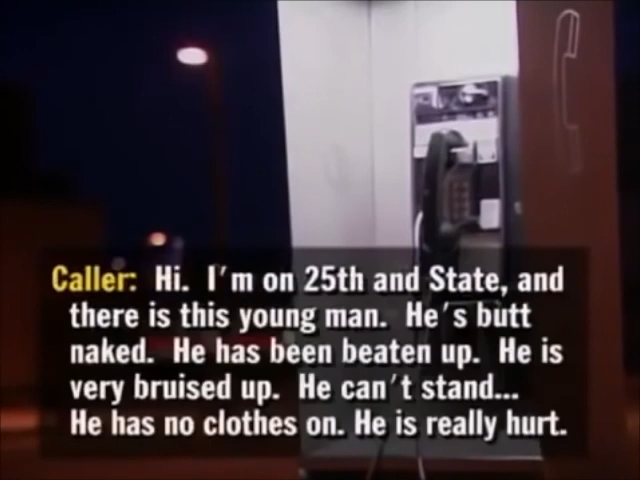 Caller: Hi. I'm on 25th and State, and
there is this young man. He's butt
naked. He has been beaten up. He is
very bruised up. He can't stand...
He has no clothes on. He is really hurt.